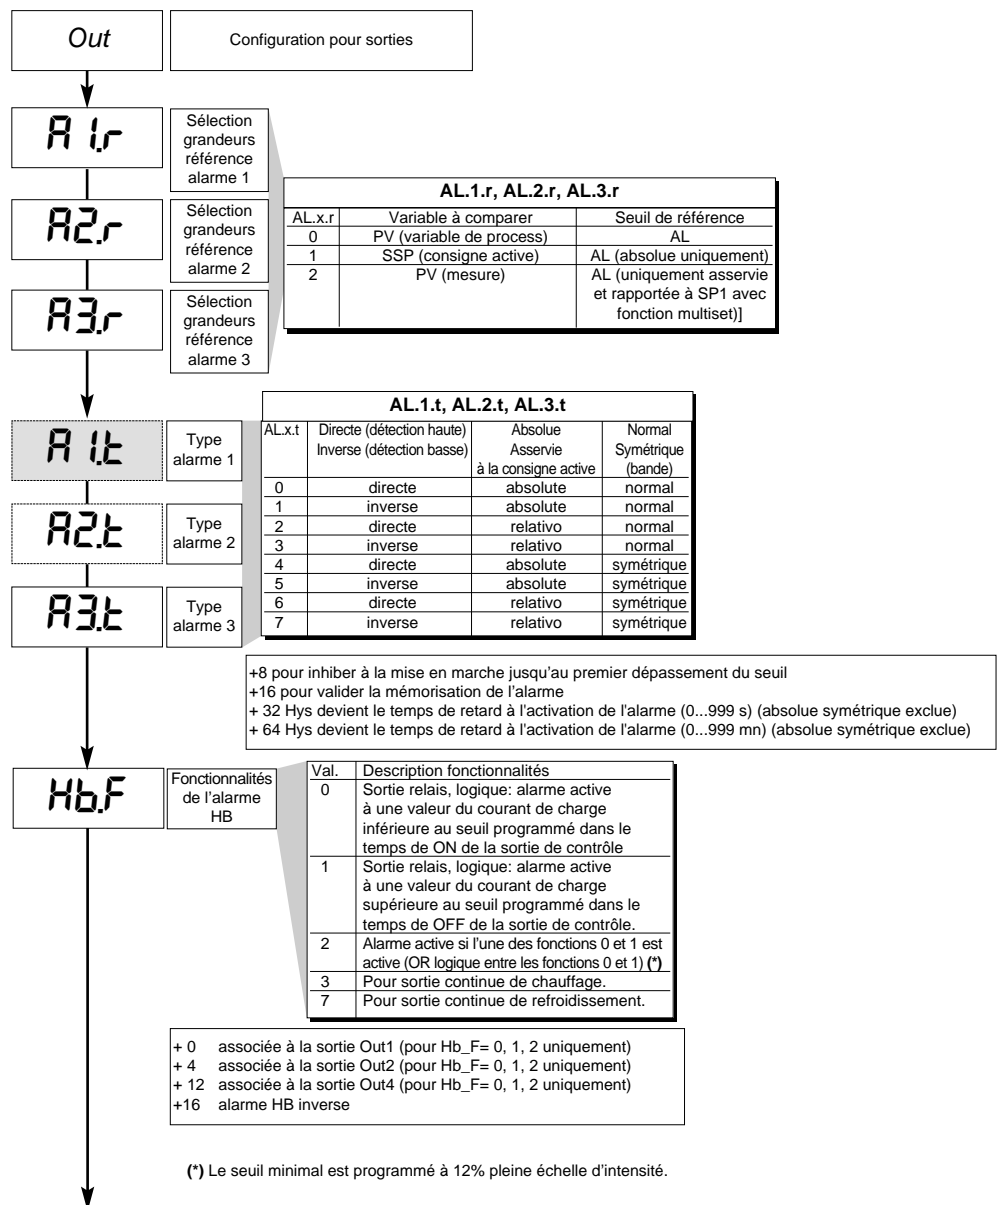 Out
Configuration pour sorties
A1.r
Sélection
grandeurs
référence
alarme 1
A2.r
Sélection
grandeurs
référence
alarme 2
A3.r
Sélection
grandeurs
référence
alarme 3
AL.1.r, AL.2.r, AL.3.r
AL.x.r Variable à comparer Seuil de référence
0 PV (variable de process) AL
1 SSP (consigne active) AL (absolue uniquement)
2 PV (mesure) AL (uniquement asservie
et rapportée à SP1 avec
fonction multiset)]
A1.t
Type
alarme 1
A2.t
Type
alarme 2
A3.t
Type
alarme 3
AL.1.t, AL.2.t, AL.3.t
AL.x.t Directe (détection haute) Absolue Normal
Inverse (détection basse) Asservie Symétrique
à la consigne active (bande)
0 directe absolute normal
1 inverse absolute normal
2 directe relativo normal
3 inverse relativo normal
4 directe absolute symétrique
5 inverse absolute symétrique
6 directe relativo symétrique
7 inverse relativo symétrique
+8 pour inhiber à la mise en marche jusqu'au premier dépassement du seuil
+16 pour valider la mémorisation de l'alarme
+ 32 Hys devient le temps de retard à l'activation de l'alarme (0...999 s) (absolue symétrique exclue)
+ 64 Hys devient le temps de retard à l'activation de l'alarme (0...999 mn) (absolue symétrique exclue)
Hb.F
Fonctionnalités
de l'alarme
HB
Val. Description fonctionnalités
0 Sortie relais, logique: alarme active
à une valeur du courant de charge
inférieure au seuil programmé dans le
temps de ON de la sortie de contrôle
1 Sortie relais, logique: alarme active
à une valeur du courant de charge
supérieure au seuil programmé dans le
temps de OFF de la sortie de contrôle.
2 Alarme active si l'une des fonctions 0 et 1 est
active (OR logique entre les fonctions 0 et 1) (*)
3 Pour sortie continue de chauffage.
7 Pour sortie continue de refroidissement.
+ 0 associée à la sortie Out1 (pour Hb_F= 0, 1, 2 uniquement)
+ 4 associée à la sortie Out2 (pour Hb_F= 0, 1, 2 uniquement)
+ 12 associée à la sortie Out4 (pour Hb_F= 0, 1, 2 uniquement)
+16 alarme HB inverse
(*) Le seuil minimal est programmé à 12% pleine échelle d'intensité.